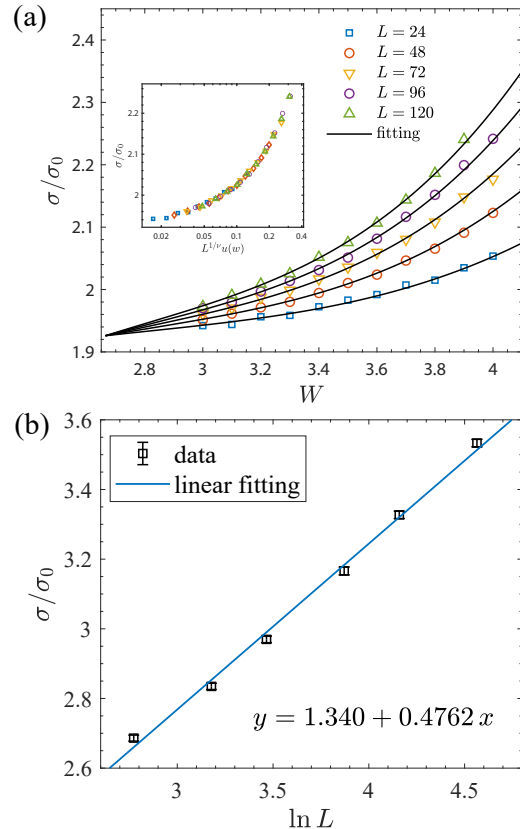 (a)
2.4
2.3
2.2
2.1
2
1.9
σ/σ₀
2.8
3
3.2
3.4
3.6
3.8
4
W
L = 24
L = 48
L = 72
L = 96
L = 120
fitting
2.2
2.1
2
σ/σ₀
0.02
0.05
0.1
0.2
0.4
L^{1/ν}u(w)
(b)
3.6
3.4
3.2
3
2.8
2.6
σ/σ₀
data
linear fitting
y = 1.340 + 0.4762 x
3
3.5
4
4.5
ln L